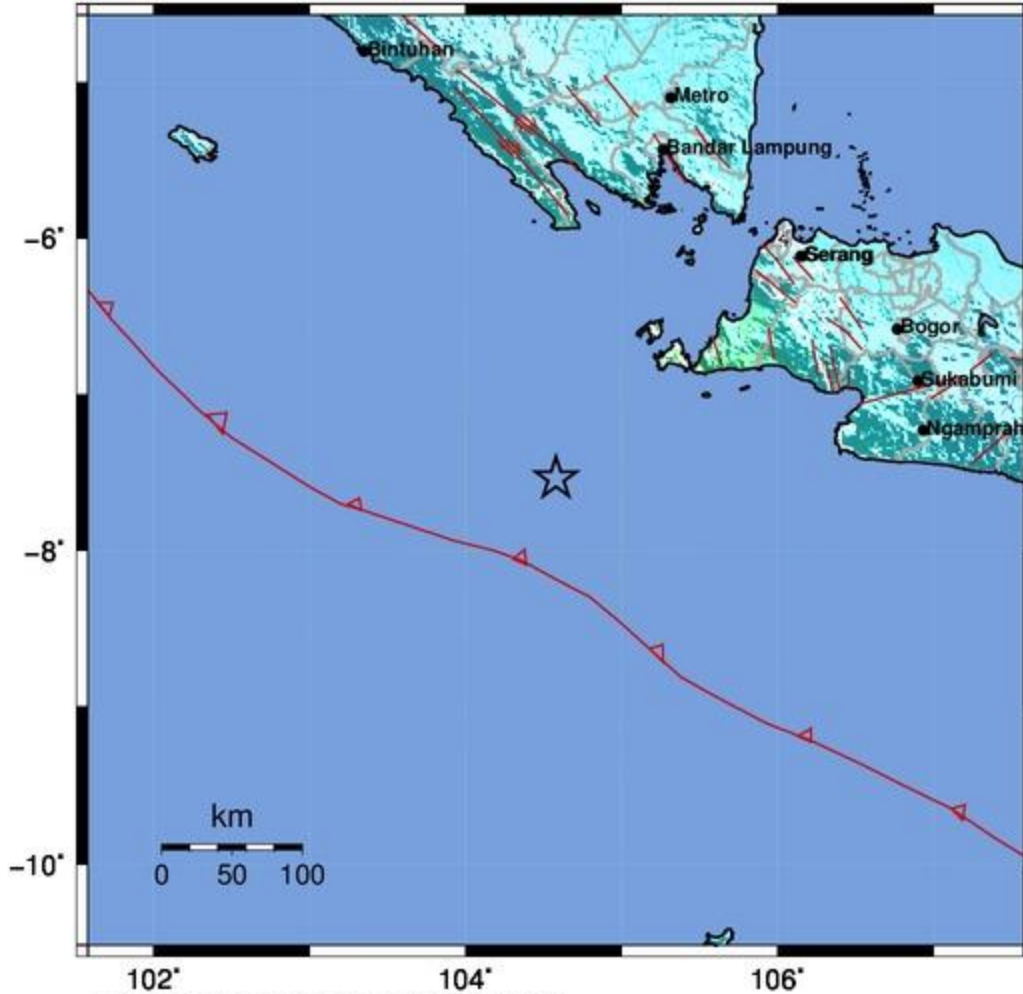 Bintuhan
Metro
Bandar Lampung
-6°
Serang
Bogor
Sukabumi
Ngamprah
-8°
km
0 50 100
-10°
102° 104° 106°